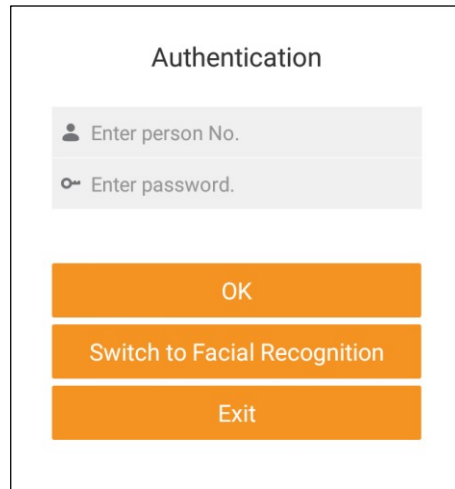 Authentication
Enter person No.
Enter password.
OK
Switch to Facial Recognition
Exit